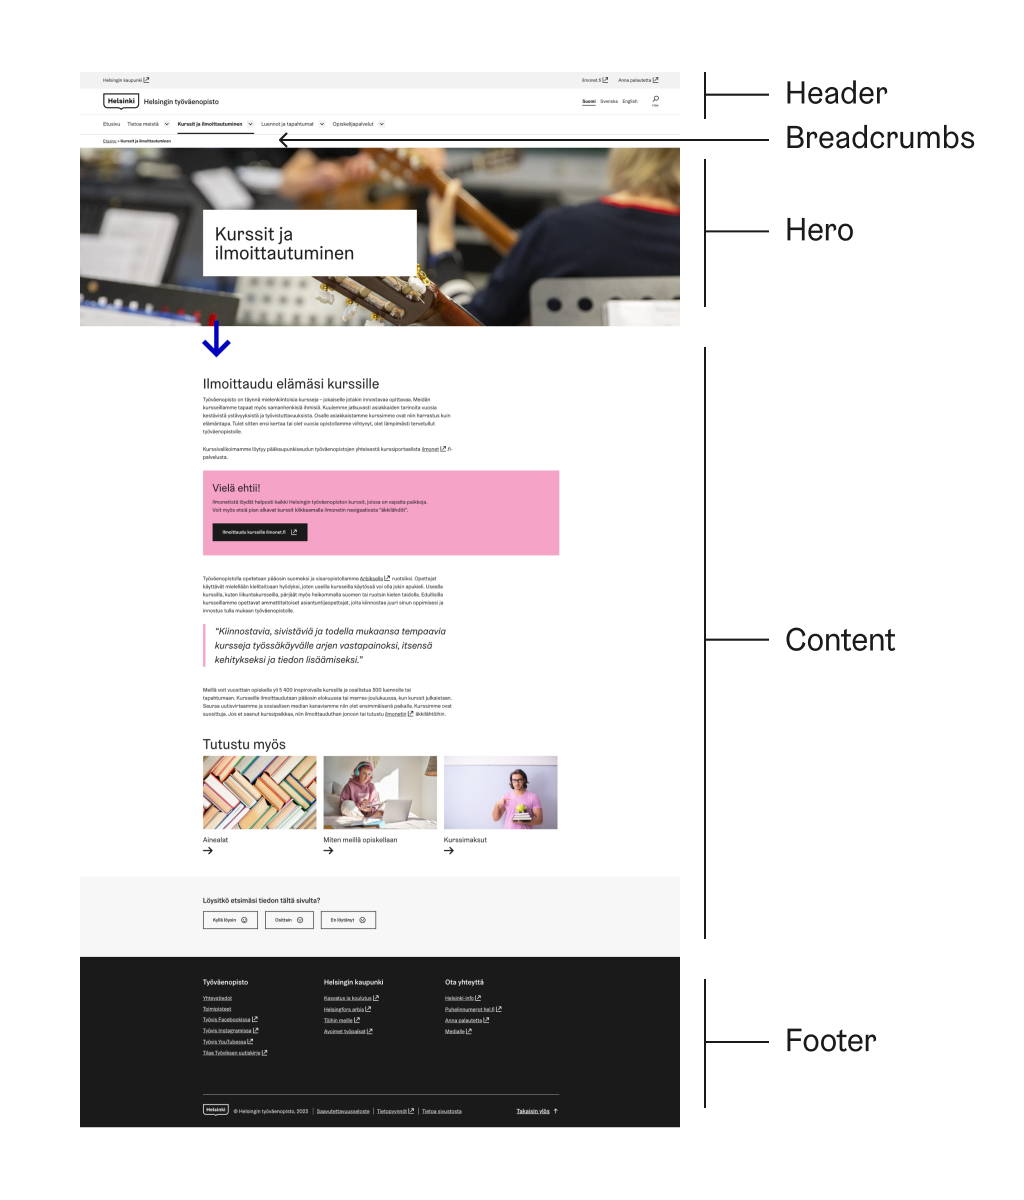 Helsingin kaupunki
ilmonet.fi Anna palautetta
Header
Helsinki Helsingin työväenopisto
Suomi Svenska English
Hae
Etusivu Tietoa meistä Kurssit ja ilmoittautuminen Luennot ja tapahtumat Opiskelijapalvelut
Etusivu > Kurssit ja ilmoittautuminen
Breadcrumbs
Kurssit ja
ilmoittautuminen
Hero
Ilmoittaudu elämäsi kurssille
Työväenopisto on täynnä mielenkiintoisia kursseja – jokaiselle jotakin innostavaa opittavaa. Meidän
kursseillamme tapaat myös samanhenkisiä ihmisiä. Kuulemme jatkuvasti asiakkaiden tarinoita vuosia
kestävistä ystävyyksistä ja työvistuttavuuksista. Osalle asiakkaistamme kurssimme ovat niin harrastus kuin
elämäntapa. Tulet sitten ensi kertaa tai olet vuosia opistollamme viihtynyt, olet lämpimästi tervetullut
työväenopistolle.
Kurssivalikoimamme löytyy pääkaupunkiseudun työväenopistojen yhteisestä kurssiportaalista ilmonet .fi-
palvelusta.
Vielä ehtii!
Ilmonetistä löydät helposti kaikki Helsingin työväenopiston kurssit, joissa on vapaita paikkoja.
Voit myös etsiä pian alkavat kurssit klikkaamalla ilmonetin navigaatiosta "äkkilähdöt".
Ilmoittaudu kurssille ilmonet.fi
Työväenopistolla opetetaan pääosin suomeksi ja sisaropistollamme Arbiksella ruotsiksi. Opettajat
käyttävät mielellään kielitaitoaan hyödyksi, joten useilla kursseilla käytössä voi olla jokin apukieli. Usealla
kurssilla, kuten liikuntakursseilla, pärjäät myös heikommalla suomen tai ruotsin kielen taidolla. Edullisilla
kursseillamme opettavat ammattitaitoiset asiantuntijaopettajat, joita kiinnostaa juuri sinun oppimisesi ja
innostus tulla mukaan työväenopistolle.
"Kiinnostavia, sivistäviä ja todella mukaansa tempaavia
kursseja työssäkäyvälle arjen vastapainoksi, itsensä
kehitykseksi ja tiedon lisäämiseksi."
Content
Meillä voit vuosittain opiskella yli 5 400 inspiroivalla kurssilla ja osallistua 300 luennolle tai
tapahtumaan. Kursseille ilmoittaudutaan pääosin elokuussa tai marras-joulukuussa, kun kurssit julkaistaan.
Seuraa uutisvirtaamme ja sosiaalisen median kanaviamme niin olet ensimmäisenä paikalla. Kurssimme ovat
suosittuja. Jos et saanut kurssipaikkaa, niin ilmoittauduthan jonoon tai tutustu ilmonetin äkkilähtöihin.
Tutustu myös
Ainealat Miten meillä opiskellaan Kurssimaksut
Löysitkö etsimäsi tiedon tältä sivulta?
Kyllä löysin Osittain En löytänyt
Työväenopisto Helsingin kaupunki Ota yhteyttä
Yhteystiedot Kasvatus ja koulutus Helsinki-info
Toimipisteet Helsingfors arbis Puhelinnumerot hel.fi
Työvis Facebookissa Töihin meille Anna palautetta
Työvis Instagramissa Avoimet työpaikat Medialle
Työvis YouTubessa
Tilaa Työviksen uutiskirje
Footer
Helsinki © Helsingin työväenopisto, 2023 | Saavutettavuusseloste | Tietopyynnöt | Tietoa sivustosta Takaisin ylös